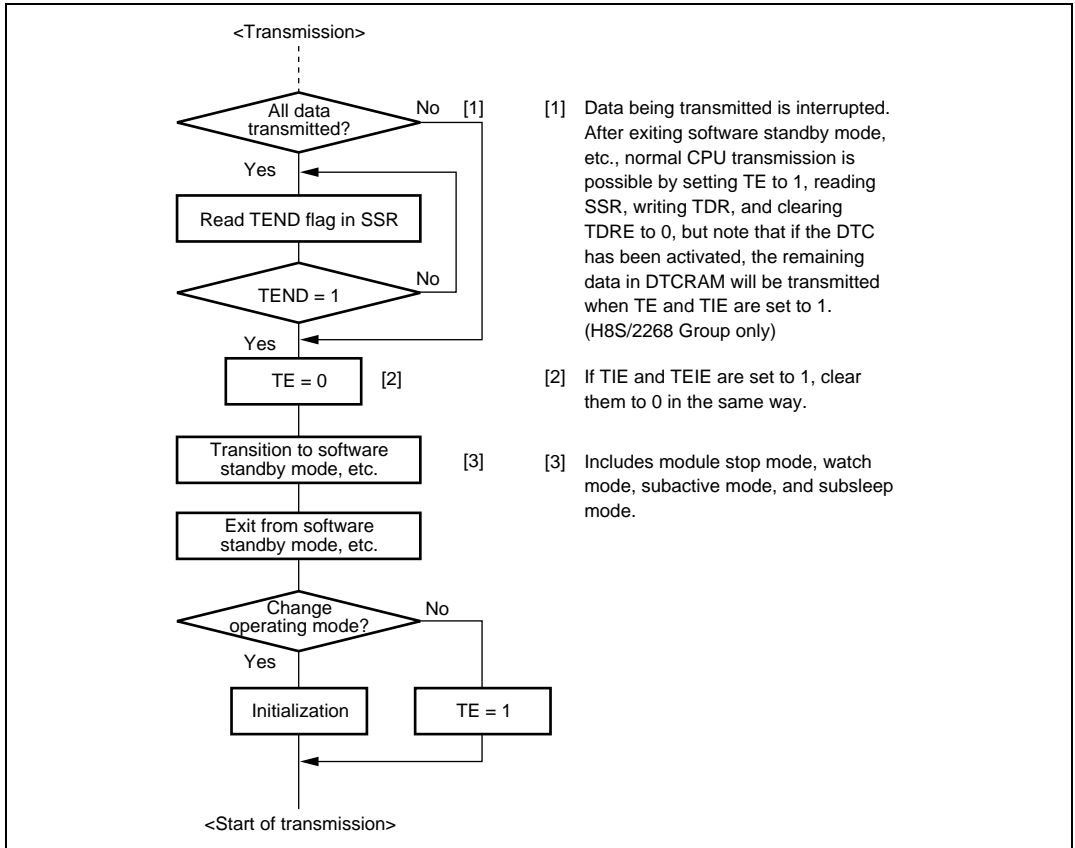 <Transmission>
All data
transmitted?
No [1]
Yes
Read TEND flag in SSR
TEND = 1
No
Yes
TE = 0
[2]
Transition to software
standby mode, etc.
[3]
Exit from software
standby mode, etc.
Change
operating mode?
No
Yes
Initialization
TE = 1
<Start of transmission>
[1] Data being transmitted is interrupted.
After exiting software standby mode,
etc., normal CPU transmission is
possible by setting TE to 1, reading
SSR, writing TDR, and clearing
TDRE to 0, but note that if the DTC
has been activated, the remaining
data in DTCRAM will be transmitted
when TE and TIE are set to 1.
(H8S/2268 Group only)
[2] If TIE and TEIE are set to 1, clear
them to 0 in the same way.
[3] Includes module stop mode, watch
mode, subactive mode, and subsleep
mode.